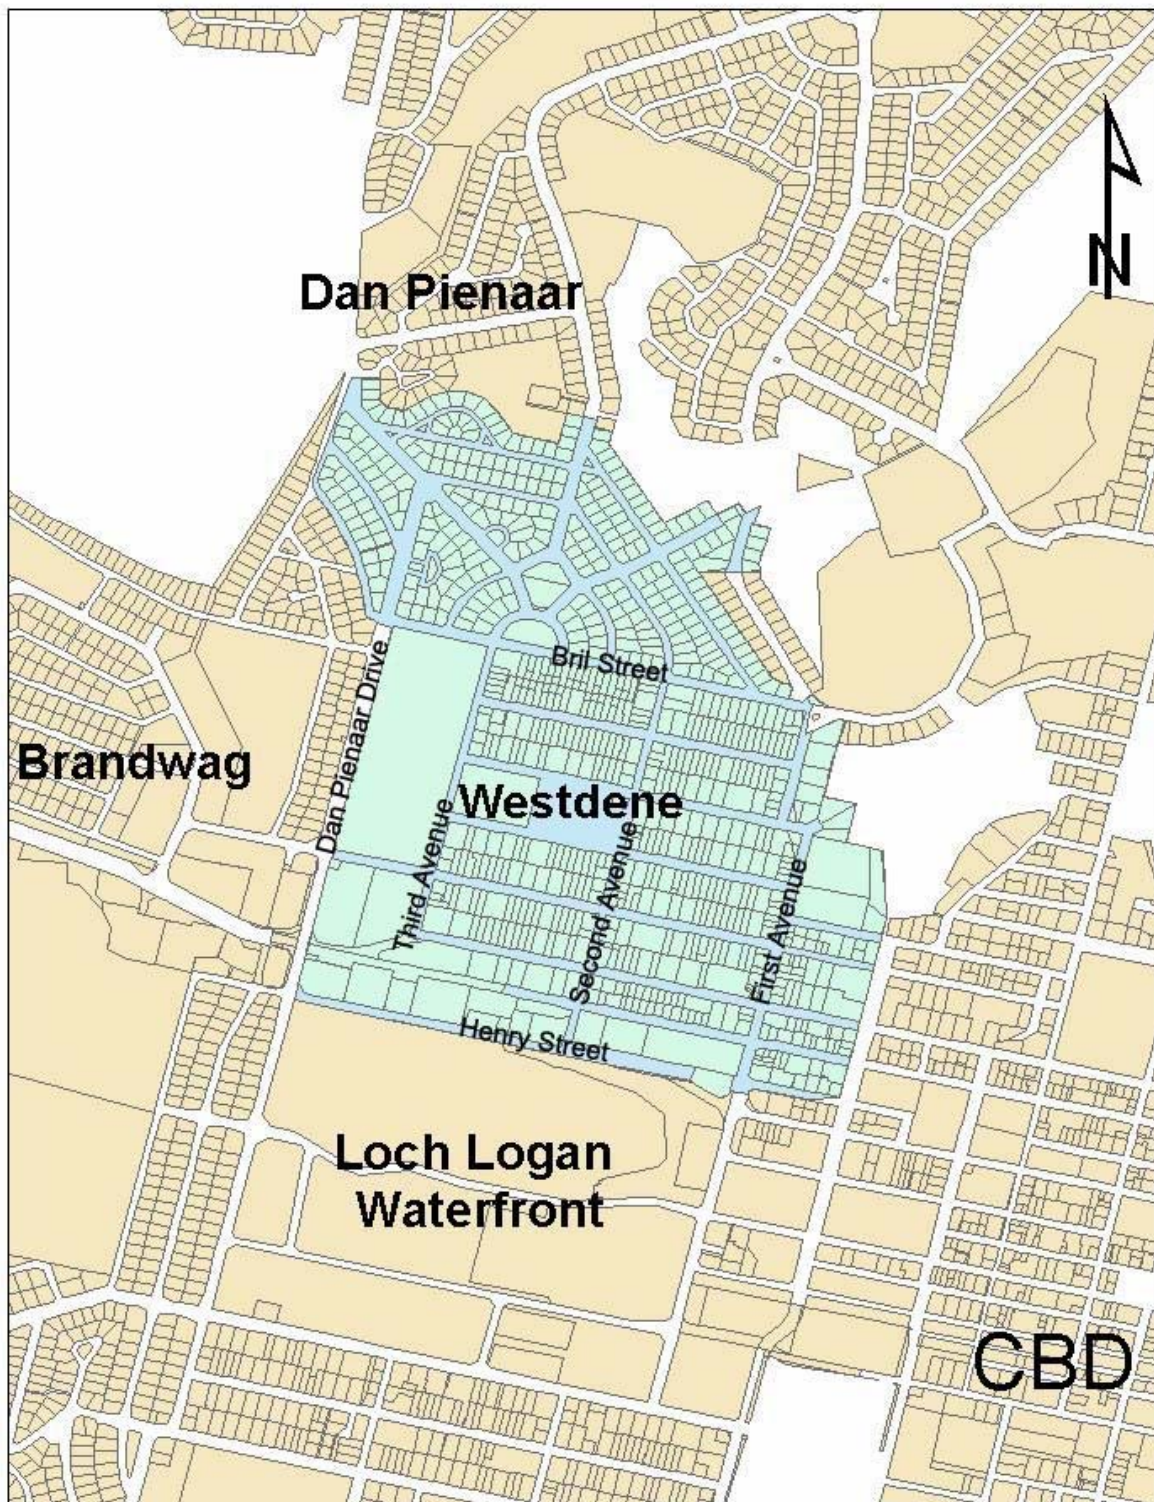 N
Dan Pienaar
Bril Street
Dan Pienaar Drive
Brandwag
Westdene
Third Avenue
Second Avenue
First Avenue
Henry Street
Loch Logan
Waterfront
CBD